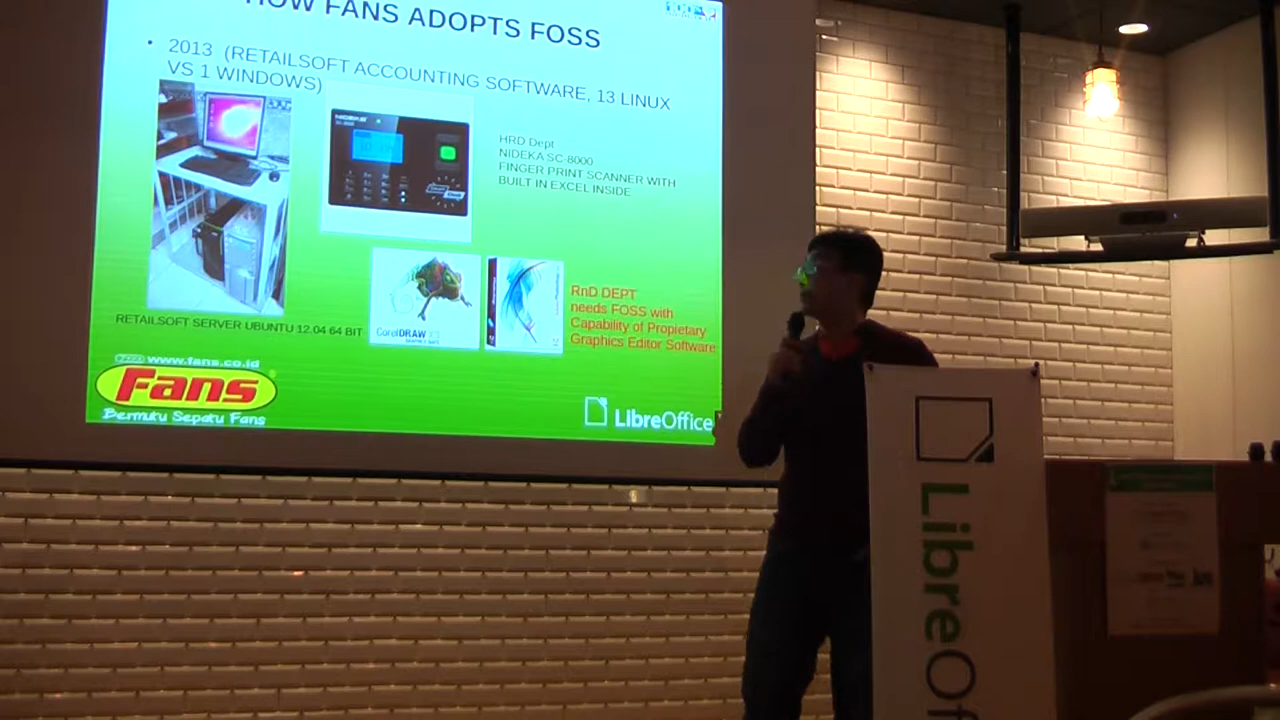 HOW FANS ADOPTS FOSS
• 2013 (RETAILSOFT ACCOUNTING SOFTWARE, 13 LINUX
VS 1 WINDOWS)
HRD Dept
NIDEKA SC-8000
FINGER PRINT SCANNER WITH
BUILT IN EXCEL INSIDE
CorelDRAW
RnD DEPT
needs FOSS with
Capability of Propietary
Graphics Editor Software
RETAILSOFT SERVER UBUNTU 12.04 64 BIT
www.fans.co.id
Fans
Bermutu Sepatu Fans
LibreOffice
LibreOf